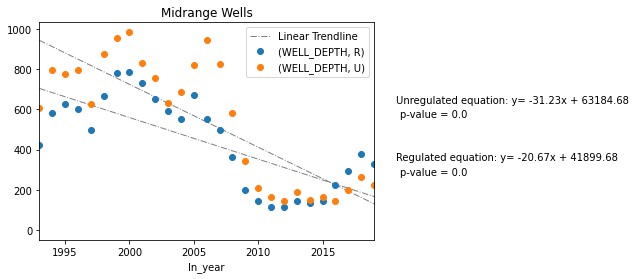 Midrange Wells
1000
800
600
400
200
0
1995
2000
2005
2010
2015
In_year
Linear Trendline
(WELL_DEPTH, R)
(WELL_DEPTH, U)
Unregulated equation: y= -31.23x + 63184.68
p-value = 0.0
Regulated equation: y= -20.67x + 41899.68
p-value = 0.0